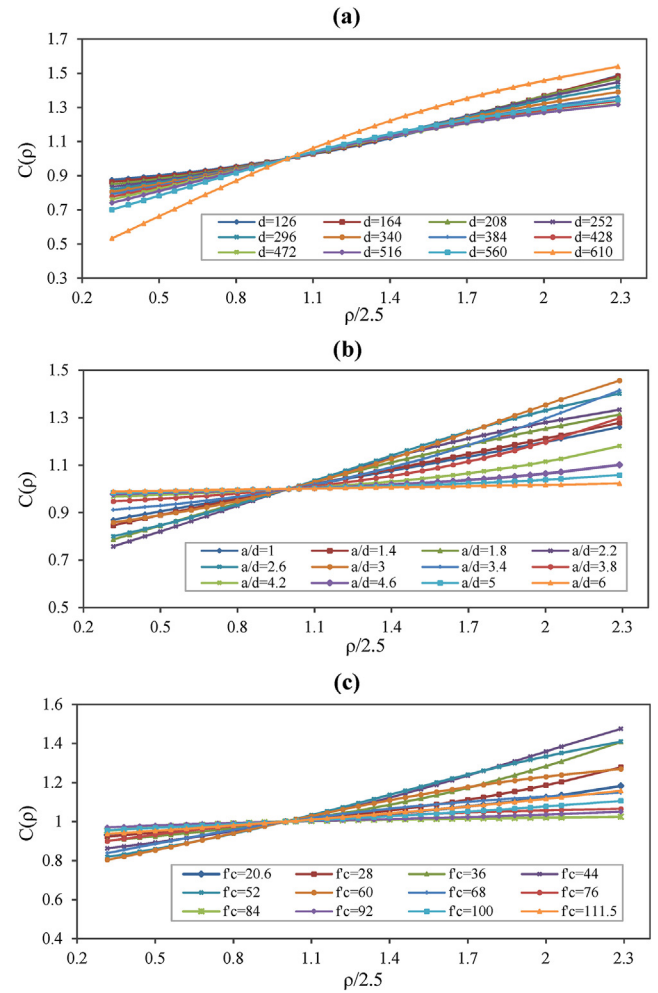 (a)
1.7
1.5
1.3
1.1
0.9
0.7
0.5
0.3
C(ρ)
d=126 d=164 d=208 d=252
d=296 d=340 d=384 d=428
d=472 d=516 d=560 d=610
0.2 0.5 0.8 1.1 1.4 1.7 2 2.3
ρ/2.5
(b)
1.5
1.3
1.1
0.9
0.7
0.5
C(ρ)
a/d=1 a/d=1.4 a/d=1.8 a/d=2.2
a/d=2.6 a/d=3 a/d=3.4 a/d=3.8
a/d=4.2 a/d=4.6 a/d=5 a/d=6
0.2 0.5 0.8 1.1 1.4 1.7 2 2.3
ρ/2.5
(c)
1.6
1.4
1.2
1
0.8
0.6
0.4
C(ρ)
f'c=20.6 f'c=28 f'c=36 f'c=44
f'c=52 f'c=60 f'c=68 f'c=76
f'c=84 f'c=92 f'c=100 f'c=111.5
0.2 0.5 0.8 1.1 1.4 1.7 2 2.3
ρ/2.5